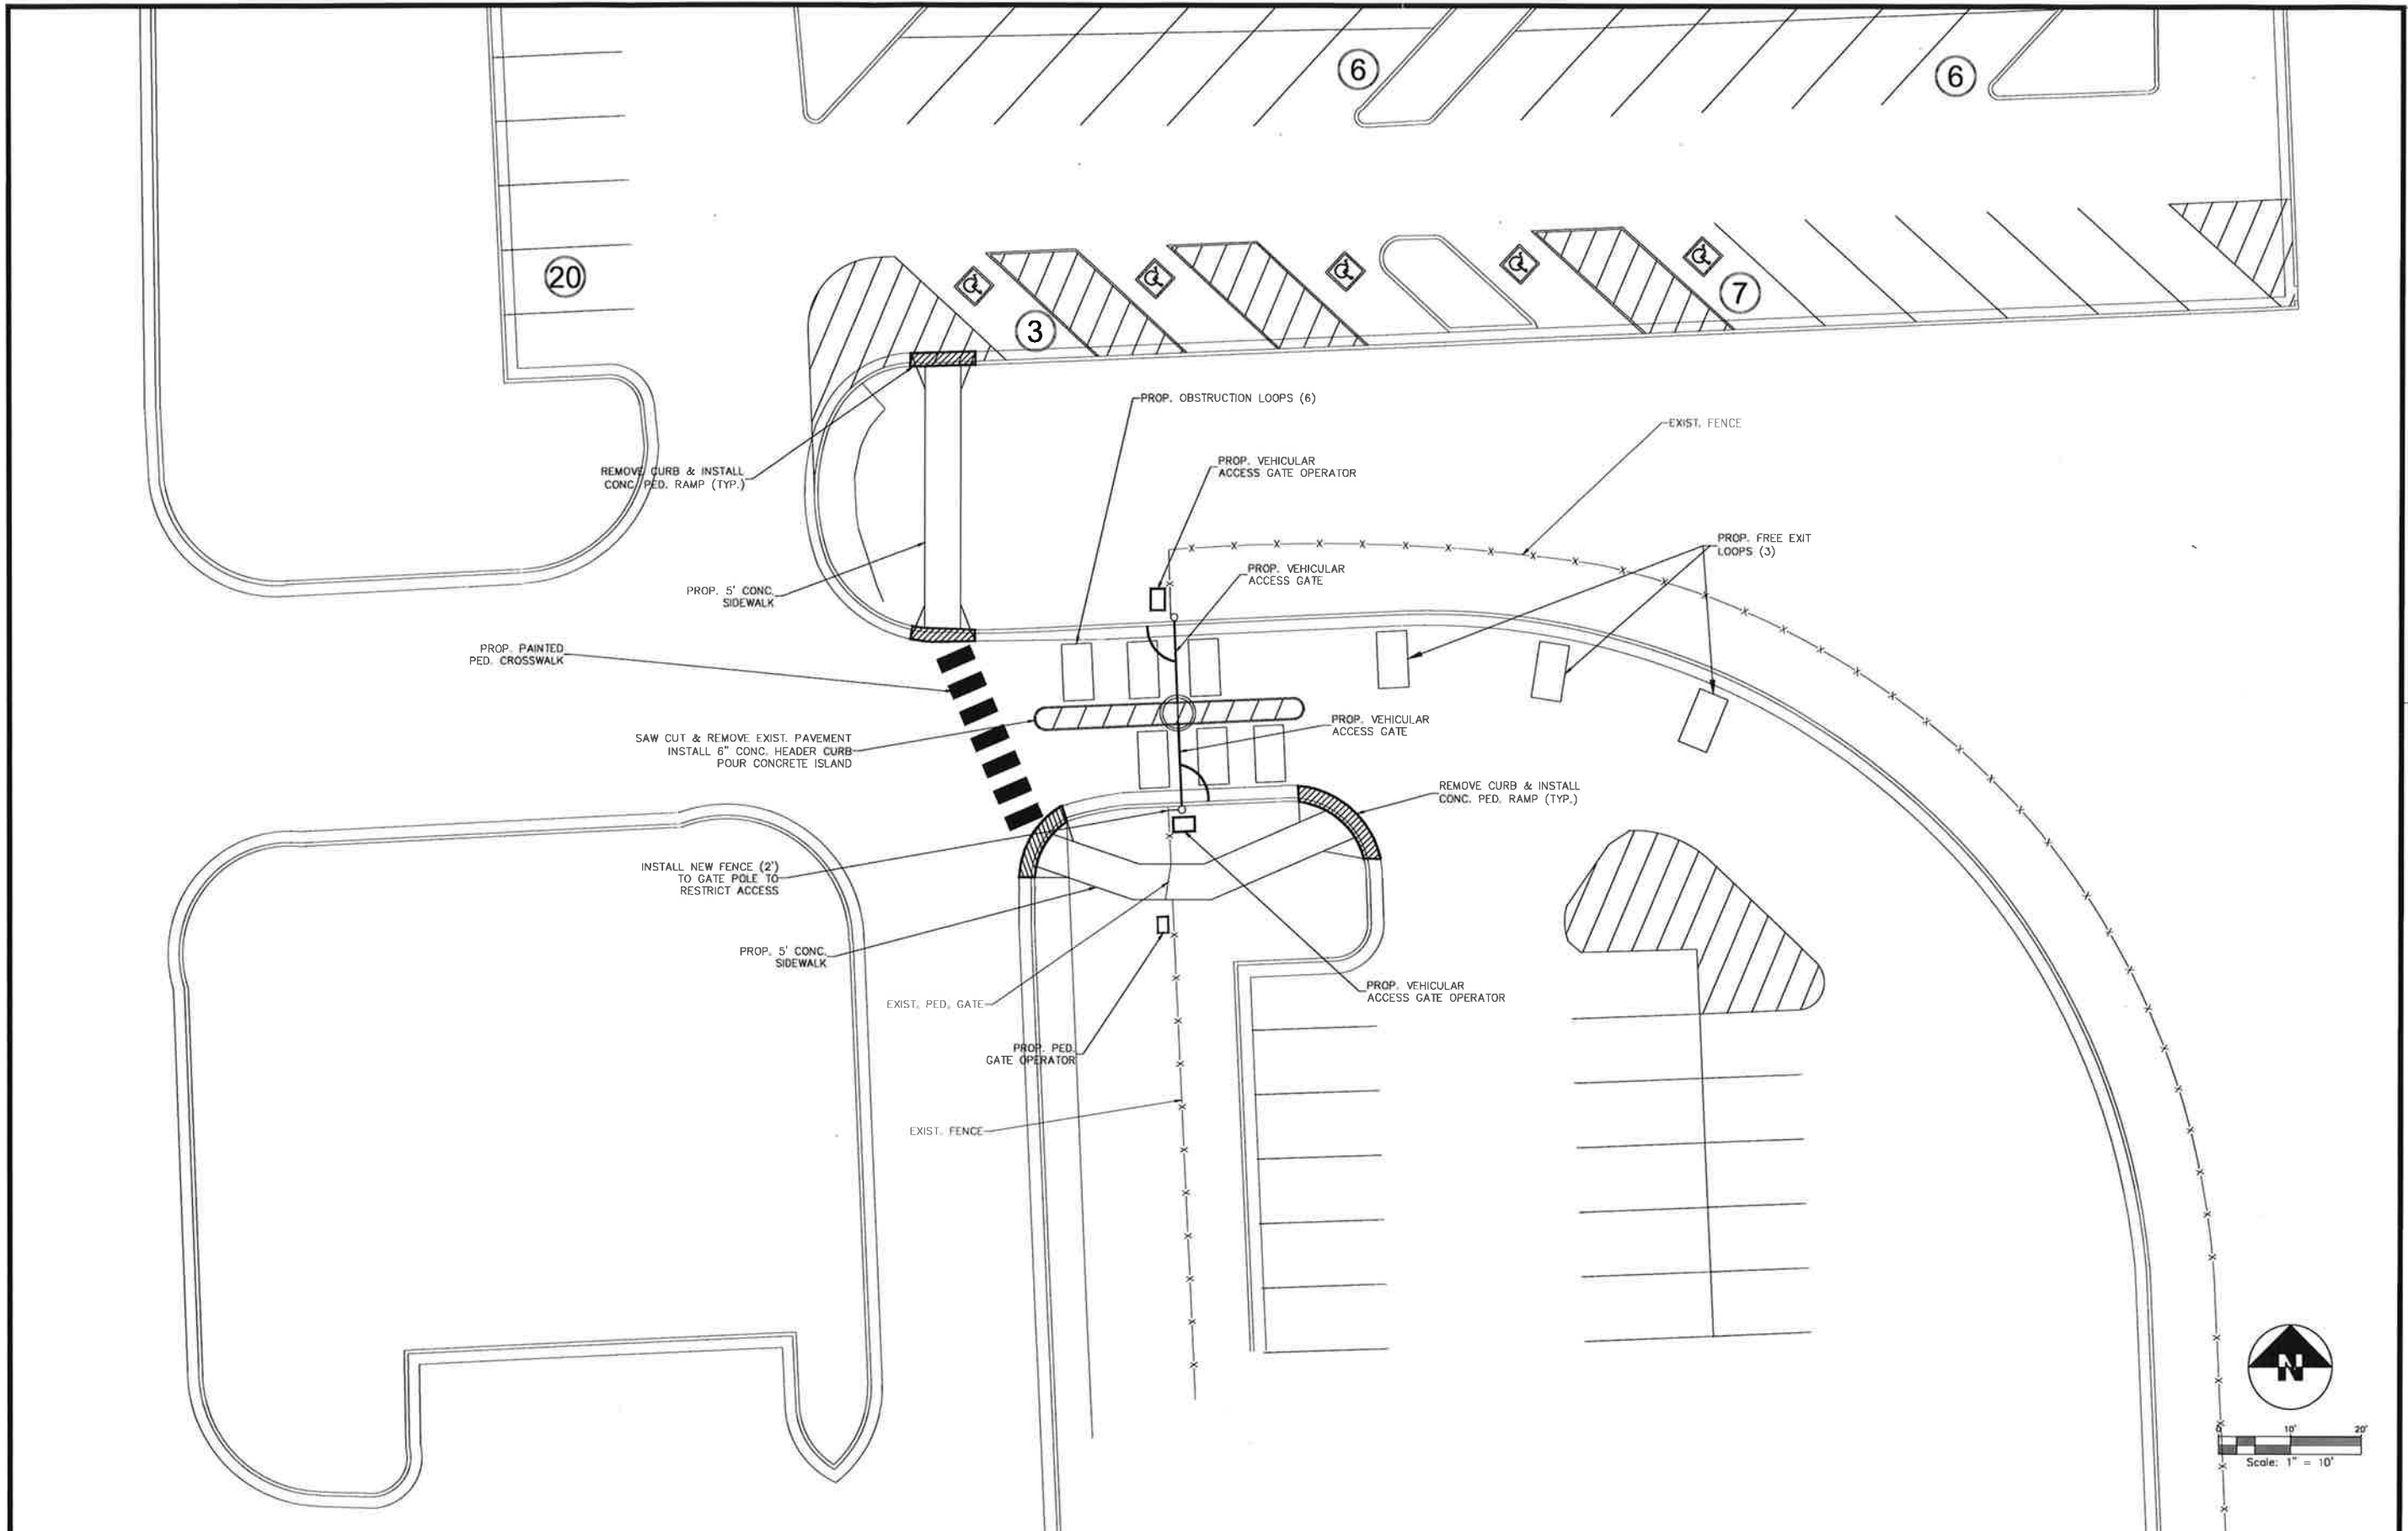 6
6
20
3
7
PROP. OBSTRUCTION LOOPS (6)
EXIST. FENCE
REMOVE CURB & INSTALL
CONC. PED. RAMP (TYP.)
PROP. VEHICULAR
ACCESS GATE OPERATOR
PROP. FREE EXIT
LOOPS (3)
PROP. VEHICULAR
ACCESS GATE
PROP. 5' CONC.
SIDEWALK
PROP. PAINTED
PED. CROSSWALK
PROP. VEHICULAR
ACCESS GATE
SAW CUT & REMOVE EXIST. PAVEMENT
INSTALL 6" CONC. HEADER CURB
POUR CONCRETE ISLAND
REMOVE CURB & INSTALL
CONC. PED. RAMP (TYP.)
INSTALL NEW FENCE (2')
TO GATE POLE TO
RESTRICT ACCESS
PROP. 5' CONC.
SIDEWALK
EXIST. PED. GATE
PROP. VEHICULAR
ACCESS GATE OPERATOR
PROP. PED.
GATE OPERATOR
EXIST. FENCE
N
0 10' 20'
Scale: 1" = 10'